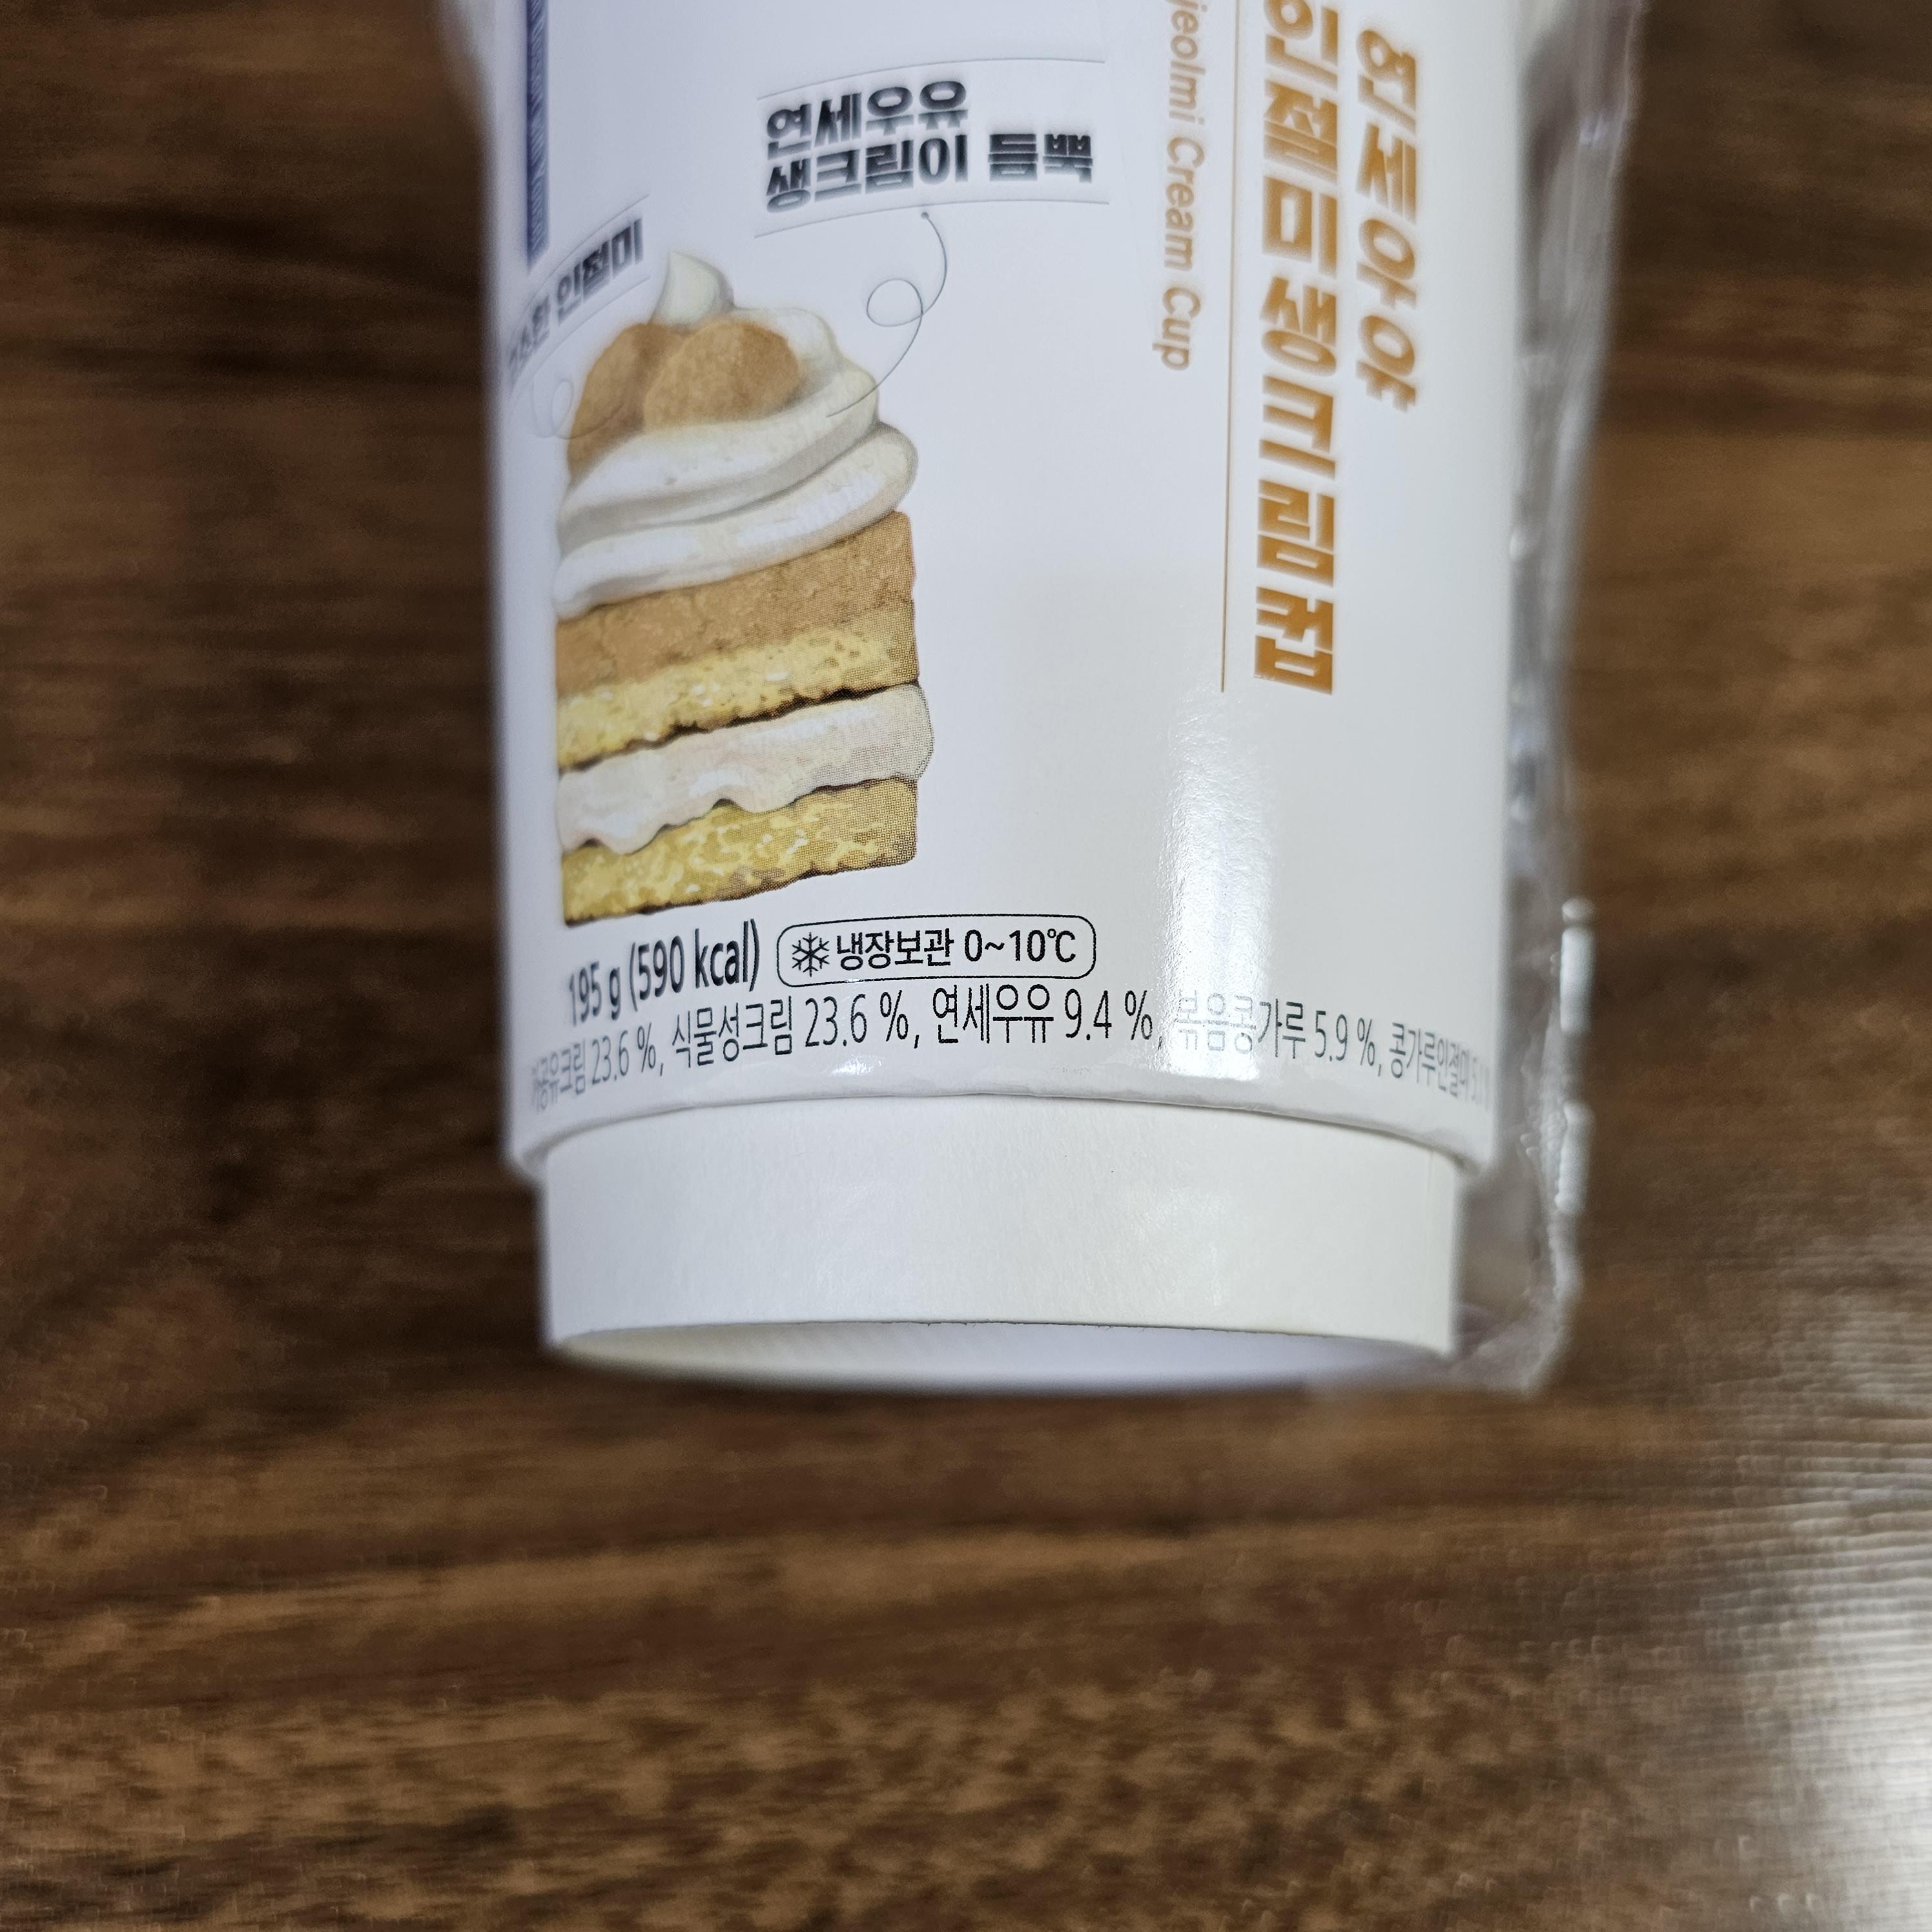 연세우유
생크림이 듬뿍
인절미
연세우유
인절미생크림컵
Cream Cup
195 g (590 kcal) 냉장보관 0~10℃
23.6 %, 식물성크림 23.6 %, 연세우유 9.4 %, 볶음콩가루 5.9 %, 콩가루인절미